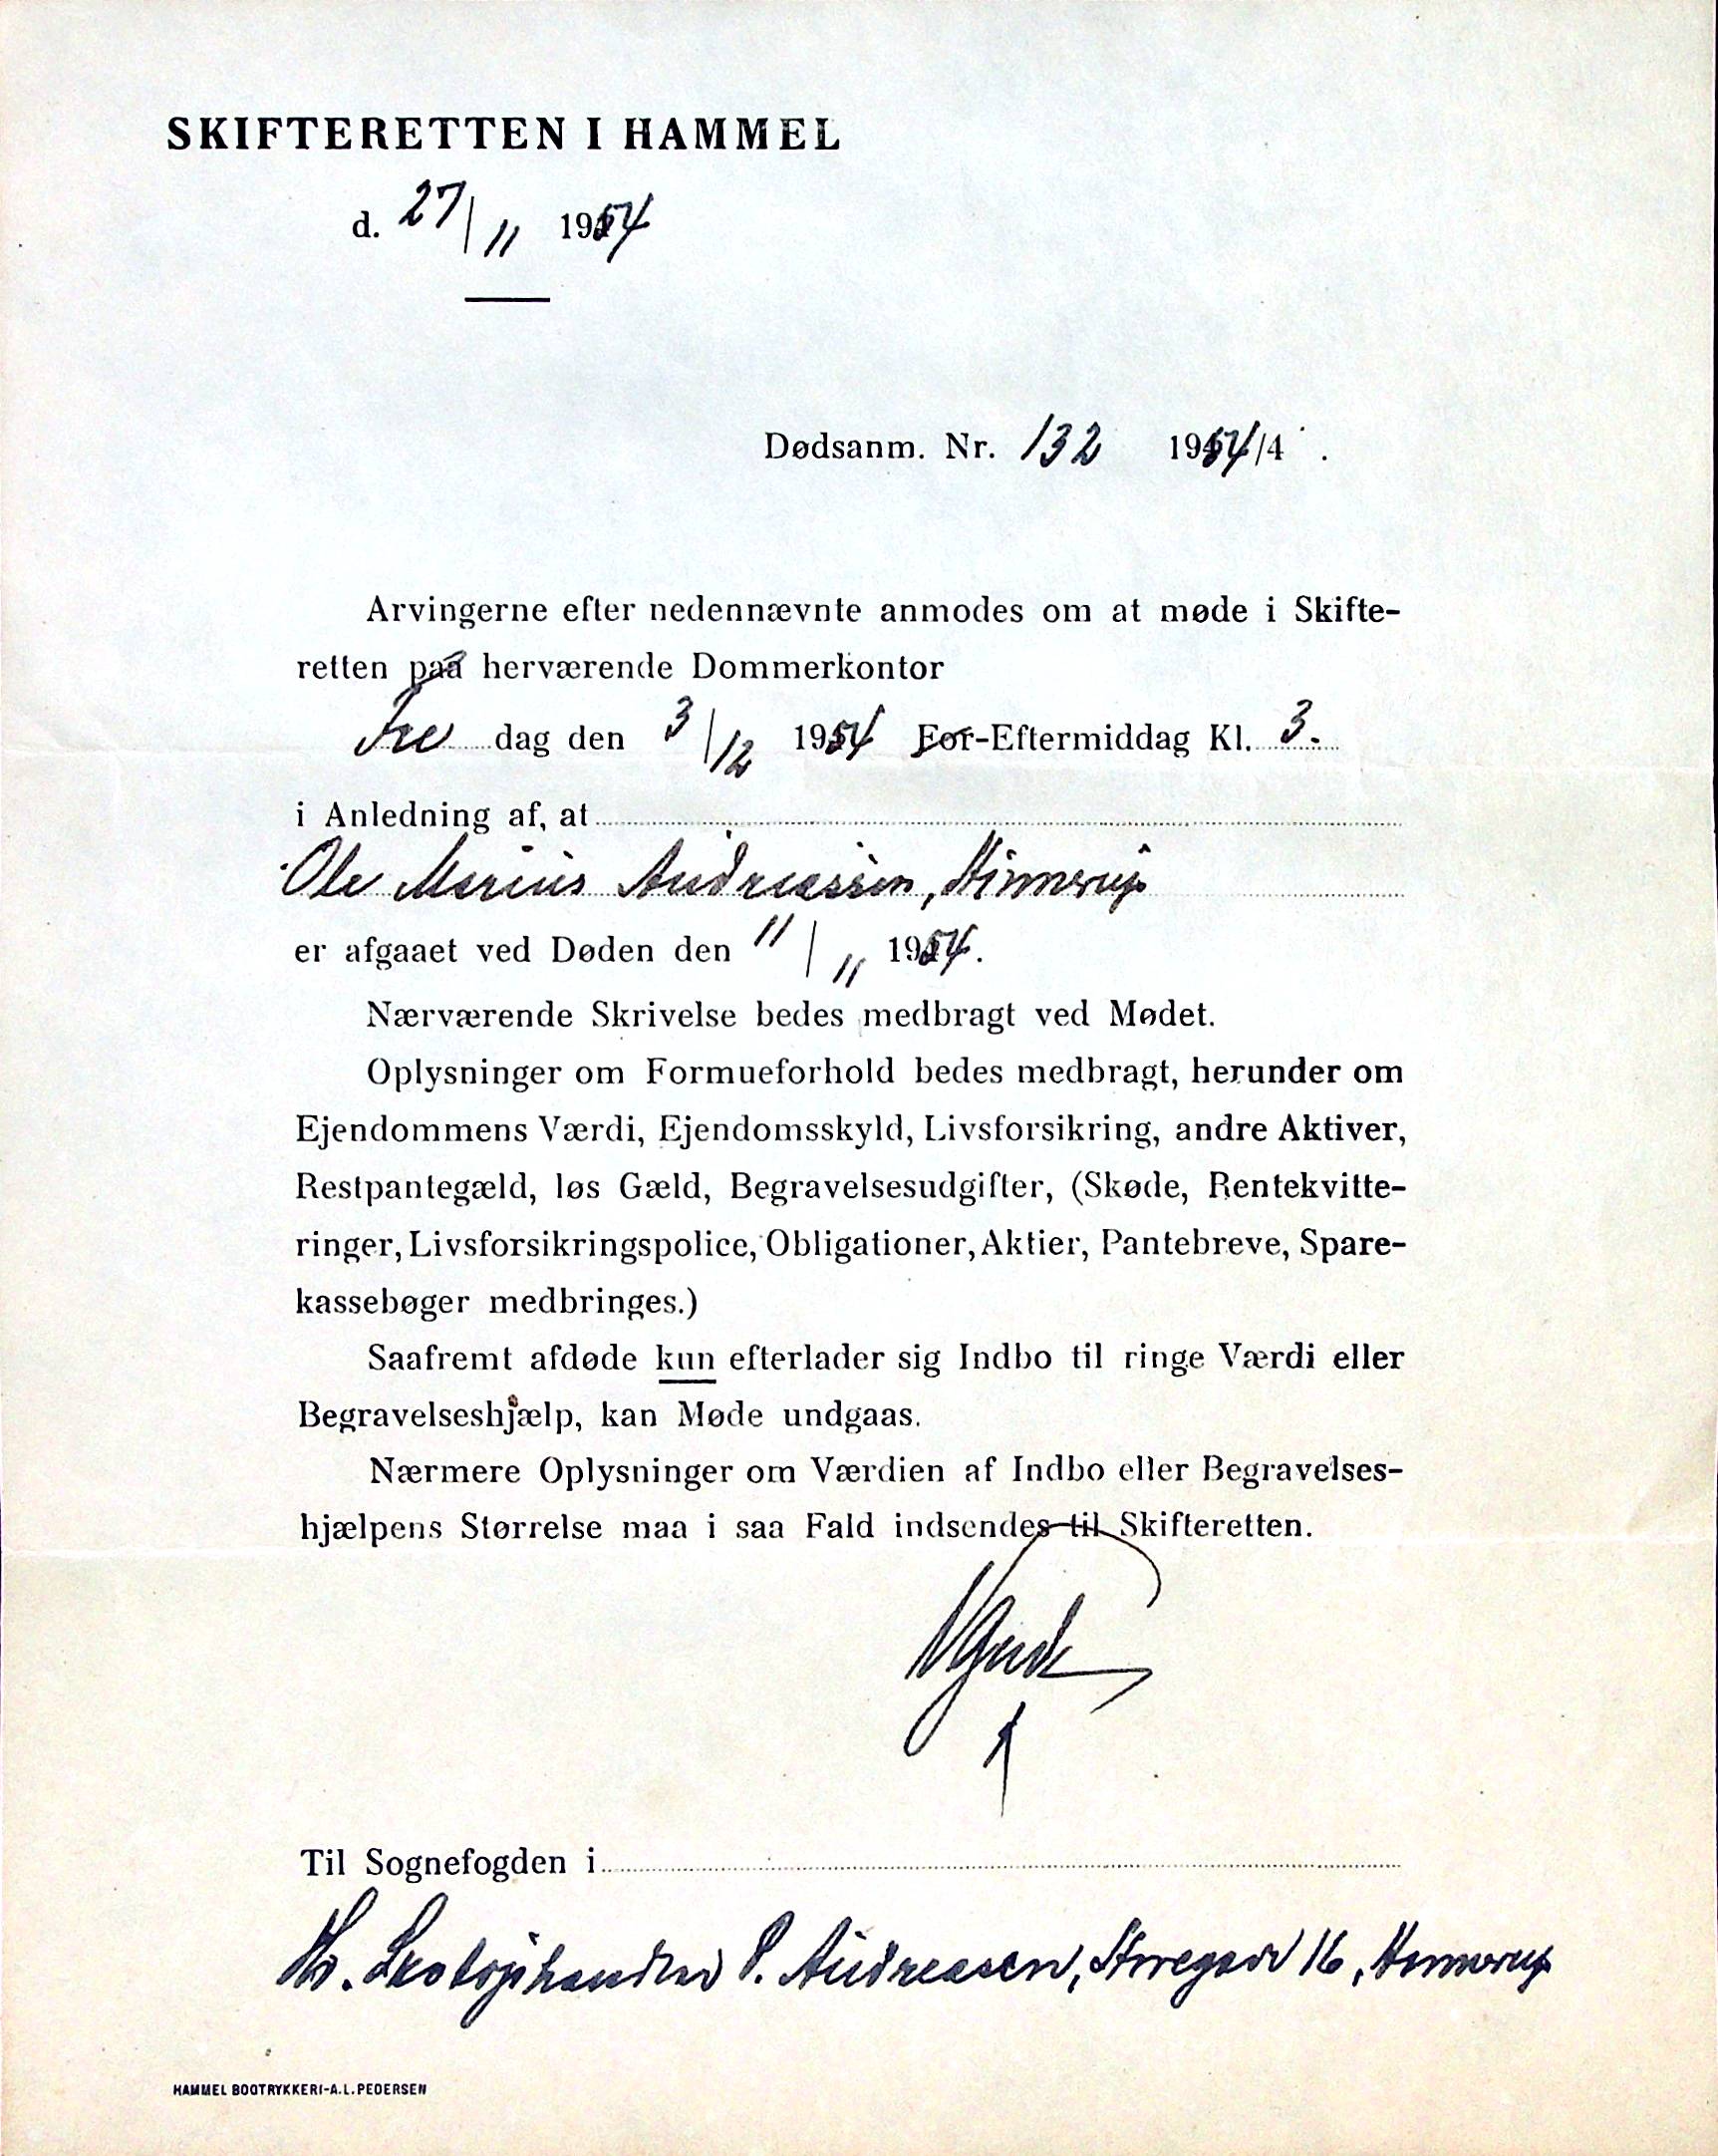 SKIFTERETTEN I HAMMEL
d. 27/11 1954
Dødsanm. Nr. 132 1954/4.
Arvingerne efter nedennævnte anmodes om at møde i Skifte-
retten paa herværende Dommerkontor
Fre dag den 3/12 1954 For-Eftermiddag Kl. 3.
i Anledning af, at
Ole Marius Andreasen, Hinnerup
er afgaaet ved Døden den 11/11 1954.
Nærværende Skrivelse bedes medbragt ved Mødet.
Oplysninger om Formueforhold bedes medbragt, herunder om
Ejendommens Værdi, Ejendomsskyld, Livsforsikring, andre Aktiver,
Restpantegæld, løs Gæld, Begravelsesudgifter, (Skøde, Rentekvitte-
ringer, Livsforsikringspolice, Obligationer, Aktier, Pantebreve, Spare-
kassebøger medbringes.)
Saafremt afdøde kun efterlader sig Indbo til ringe Værdi eller
Begravelseshjælp, kan Møde undgaas.
Nærmere Oplysninger om Værdien af Indbo eller Begravelses-
hjælpens Størrelse maa i saa Fald indsendes til Skifteretten.
Til Sognefogden i
Hr. P. Andreasen, 16, Hinnerup
HAMMEL BOGTRYKKERI-A.L. PEDERSEN